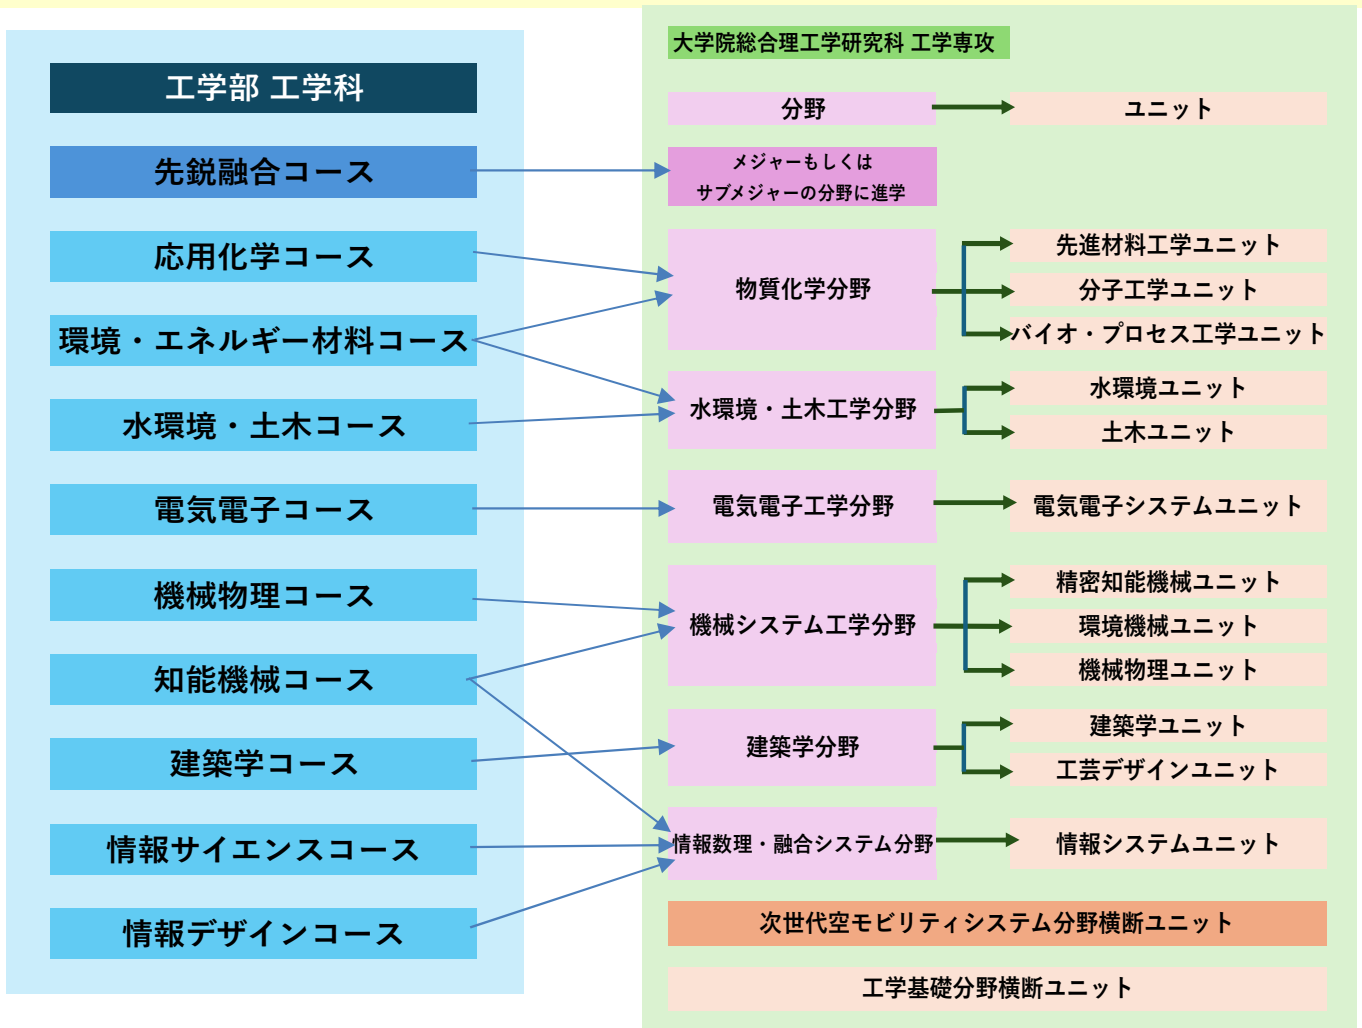 工学部 工学科
先鋭融合コース
応用化学コース
環境・エネルギー材料コース
水環境・土木コース
電気電子コース
機械物理コース
知能機械コース
建築学コース
情報サイエンスコース
情報デザインコース
大学院総合理工学研究科 工学専攻
分野
ユニット
メジャーもしくは
サブメジャーの分野に進学
物質化学分野
先進材料工学ユニット
分子工学ユニット
バイオ・プロセス工学ユニット
水環境・土木工学分野
水環境ユニット
土木ユニット
電気電子工学分野
電気電子システムユニット
機械システム工学分野
精密知能機械ユニット
環境機械ユニット
機械物理ユニット
建築学分野
建築学ユニット
工芸デザインユニット
情報数理・融合システム分野
情報システムユニット
次世代空モビリティシステム分野横断ユニット
工学基礎分野横断ユニット